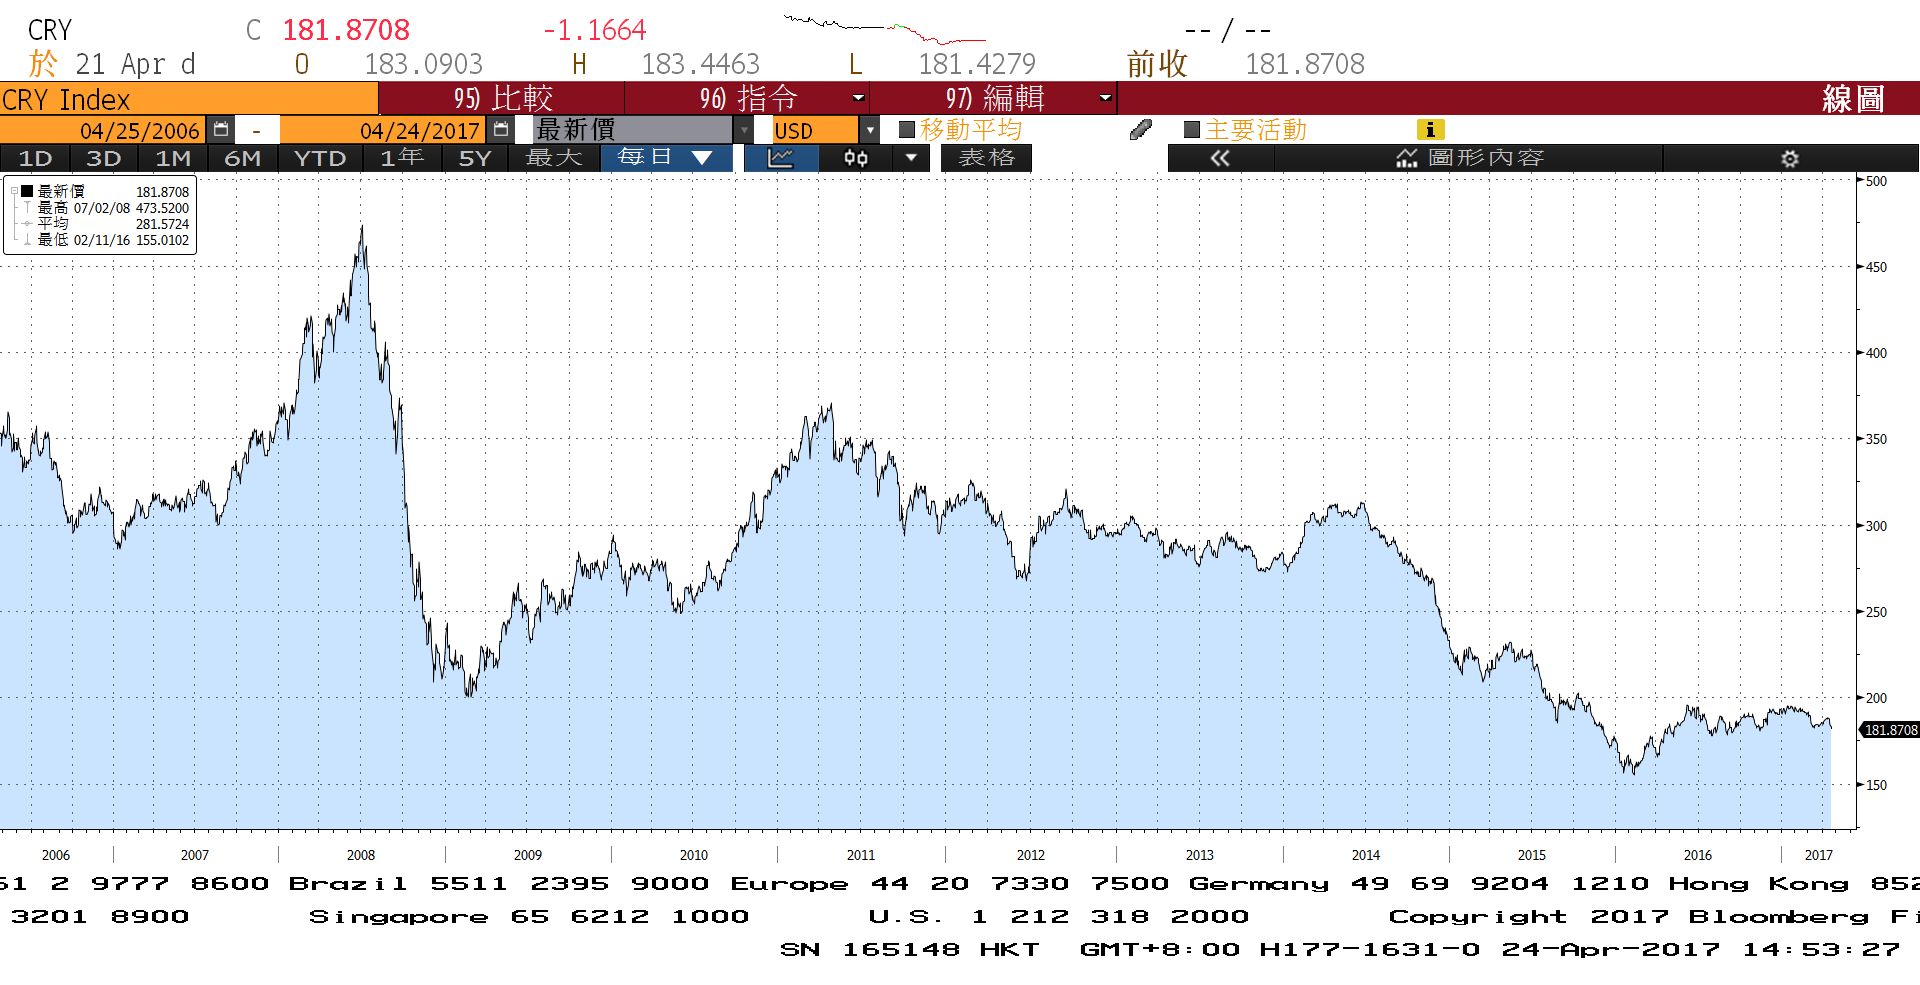 CRY C 181.8708 -1.1664 -- / --
於 21 Apr d O 183.0903 H 183.4463 L 181.4279 前收 181.8708
CRY Index 95) 比較 96) 指令 97) 編輯 線圖
04/25/2006 - 04/24/2017 最新價 USD 移動平均 主要活動 i
1D 3D 1M 6M YTD 1年 5Y 最大 每日 ▼ 表格 « 圖形內容
最新價 181.8708
最高 07/02/08 473.5200
平均 281.5724
最低 02/11/16 155.0102
500
450
400
350
300
250
200
181.8708
150
2006 2007 2008 2009 2010 2011 2012 2013 2014 2015 2016 2017
61 2 9777 8600 Brazil 5511 2395 9000 Europe 44 20 7330 7500 Germany 49 69 9204 1210 Hong Kong 852
3201 8900 Singapore 65 6212 1000 U.S. 1 212 318 2000 Copyright 2017 Bloomberg Fi
SN 165148 HKT GMT+8:00 H177-1631-0 24-Apr-2017 14:53:27